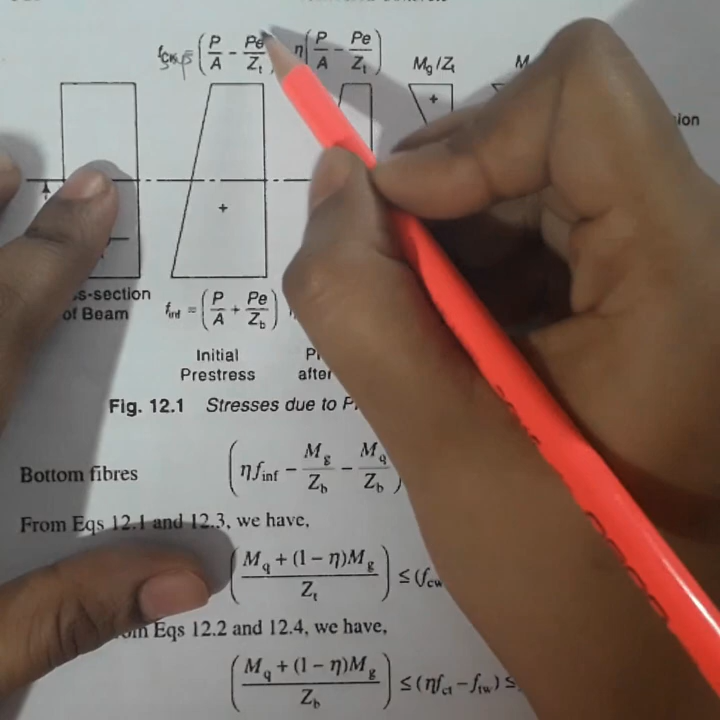 f_sup = (P/A − Pe/Z_t) η(P/A − Pe/Z_t) M_g/Z_t M
+
+
s-section
of Beam
f_inf = (P/A + Pe/Z_b)
Initial
Prestress
after
Fig. 12.1 Stresses due to P
Bottom fibres (ηf_inf − M_g/Z_b − M_q/Z_b)
From Eqs 12.1 and 12.3, we have,
((M_q + (1 − η)M_g)/Z_t) ≤ (f_cw
Eqs 12.2 and 12.4, we have,
((M_q + (1 − η)M_g)/Z_b) ≤ (ηf_ct − f_tw) ≤